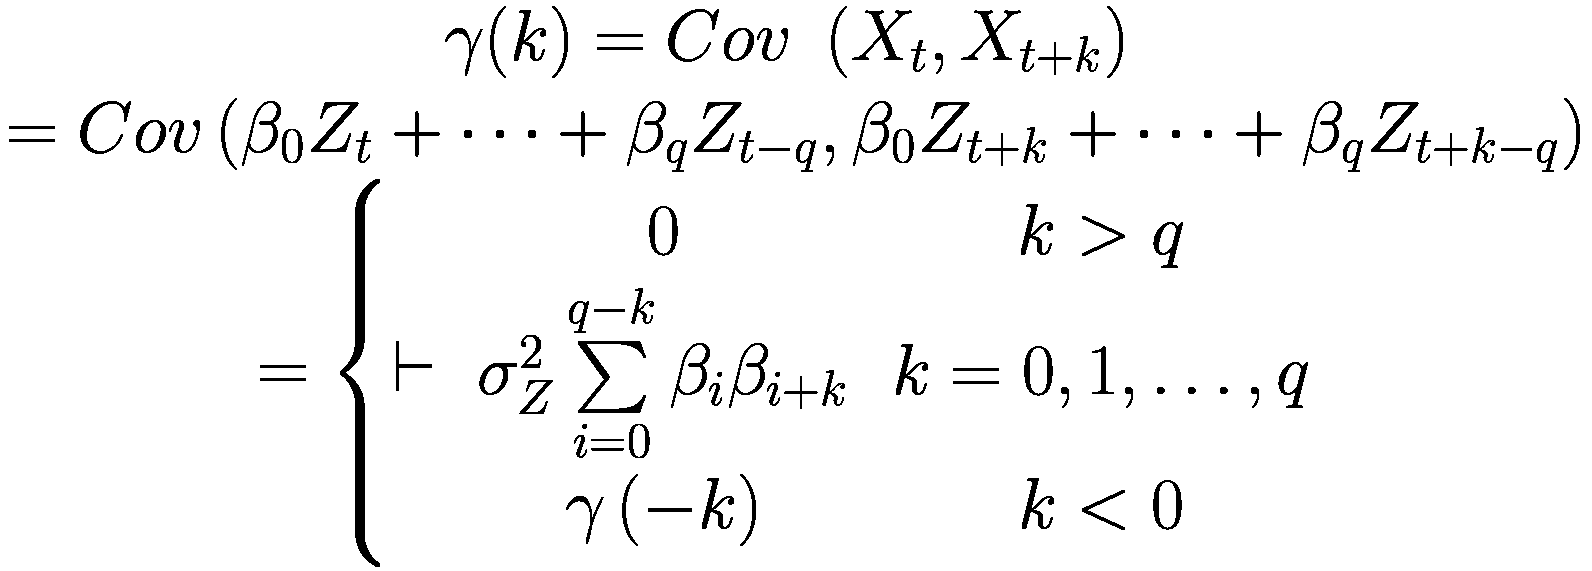 γ(k) = Cov (X_t, X_{t+k})
= Cov (β_0 Z_t + ⋯ + β_q Z_{t−q}, β_0 Z_{t+k} + ⋯ + β_q Z_{t+k−q})
= { 0 k > q
⊢ σ_Z^2 ∑_{i=0}^{q−k} β_i β_{i+k} k = 0, 1, …, q
γ (−k) k < 0